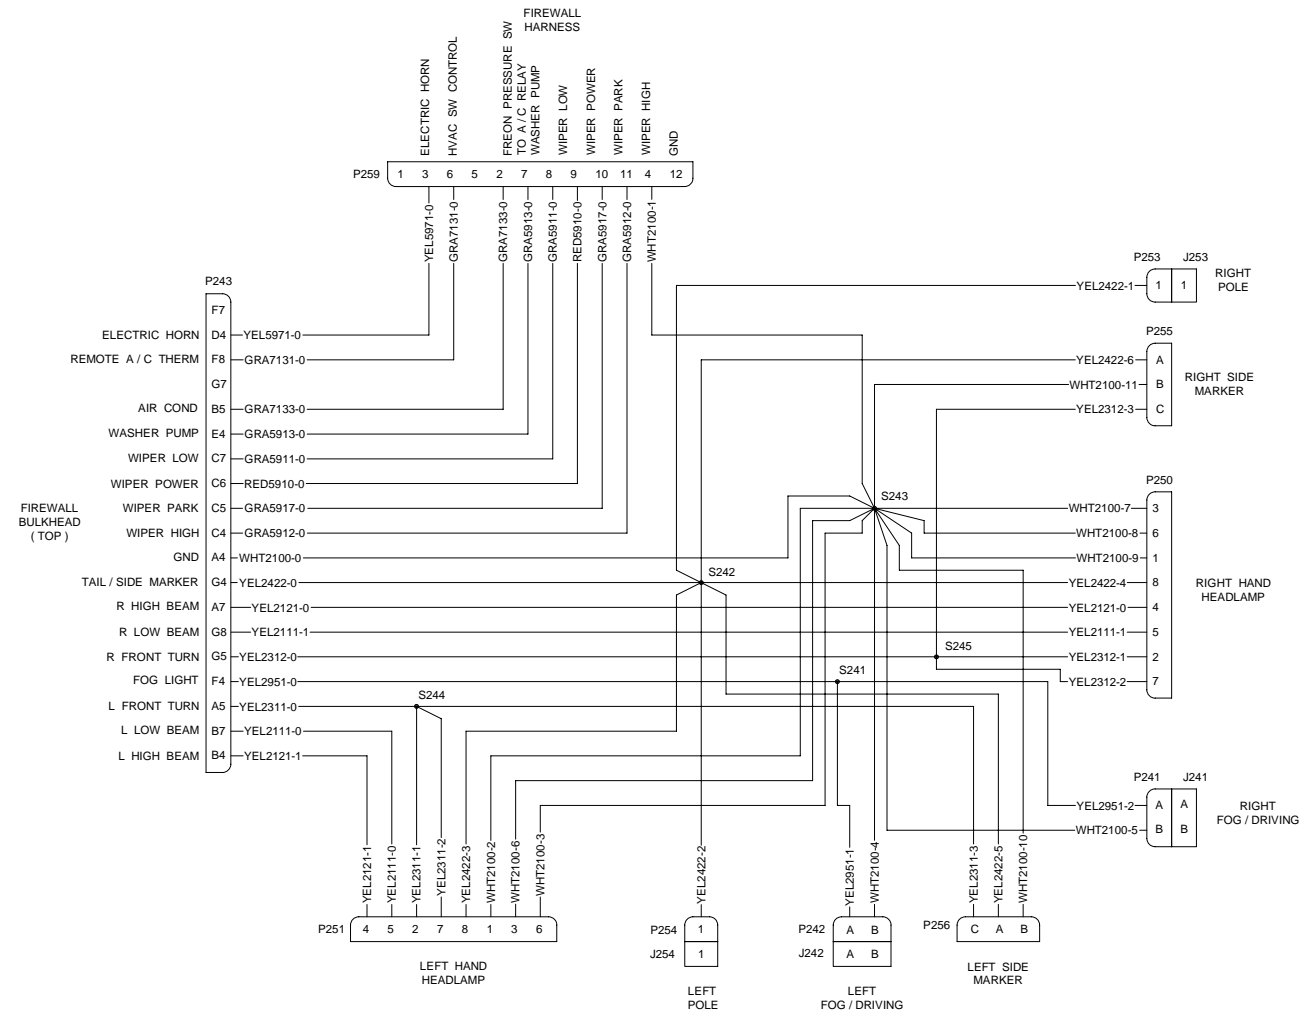 FIREWALL
HARNESS
ELECTRIC HORN
HVAC SW CONTROL
FREON PRESSURE SW
TO A / C RELAY
WASHER PUMP
WIPER LOW
WIPER POWER
WIPER PARK
WIPER HIGH
GND
P259 1 3 6 5 2 7 8 9 10 11 4 12
YEL5971-0
GRA7131-0
GRA7133-0
GRA5913-0
GRA5911-0
RED5910-0
GRA5917-0
GRA5912-0
WHT2100-1
P243
F7
ELECTRIC HORN D4 YEL5971-0
REMOTE A / C THERM F8 GRA7131-0
G7
AIR COND B5 GRA7133-0
WASHER PUMP E4 GRA5913-0
WIPER LOW C7 GRA5911-0
WIPER POWER C6 RED5910-0
WIPER PARK C5 GRA5917-0
WIPER HIGH C4 GRA5912-0
GND A4 WHT2100-0
TAIL / SIDE MARKER G4 YEL2422-0
R HIGH BEAM A7 YEL2121-0
R LOW BEAM G8 YEL2111-1
R FRONT TURN G5 YEL2312-0
FOG LIGHT F4 YEL2951-0
L FRONT TURN A5 YEL2311-0
L LOW BEAM B7 YEL2111-0
L HIGH BEAM B4 YEL2121-1
FIREWALL
BULKHEAD
( TOP )
S243
S242
S245
S241
S244
P253 J253
YEL2422-1 1 1
RIGHT
POLE
P255
YEL2422-6 A
WHT2100-11 B
YEL2312-3 C
RIGHT SIDE
MARKER
P250
WHT2100-7 3
WHT2100-8 6
WHT2100-9 1
YEL2422-4 8
YEL2121-0 4
YEL2111-1 5
YEL2312-1 2
YEL2312-2 7
RIGHT HAND
HEADLAMP
P241 J241
YEL2951-2 A A
WHT2100-5 B B
RIGHT
FOG / DRIVING
YEL2121-1
YEL2111-0
YEL2311-1
YEL2311-2
YEL2422-3
WHT2100-2
WHT2100-6
WHT2100-3
P251 4 5 2 7 8 1 3 6
LEFT HAND
HEADLAMP
YEL2422-2
P254 1
J254 1
LEFT
POLE
YEL2951-1
WHT2100-4
P242 A B
J242 A B
LEFT
FOG / DRIVING
YEL2311-3
YEL2422-5
WHT2100-10
P256 C A B
LEFT SIDE
MARKER